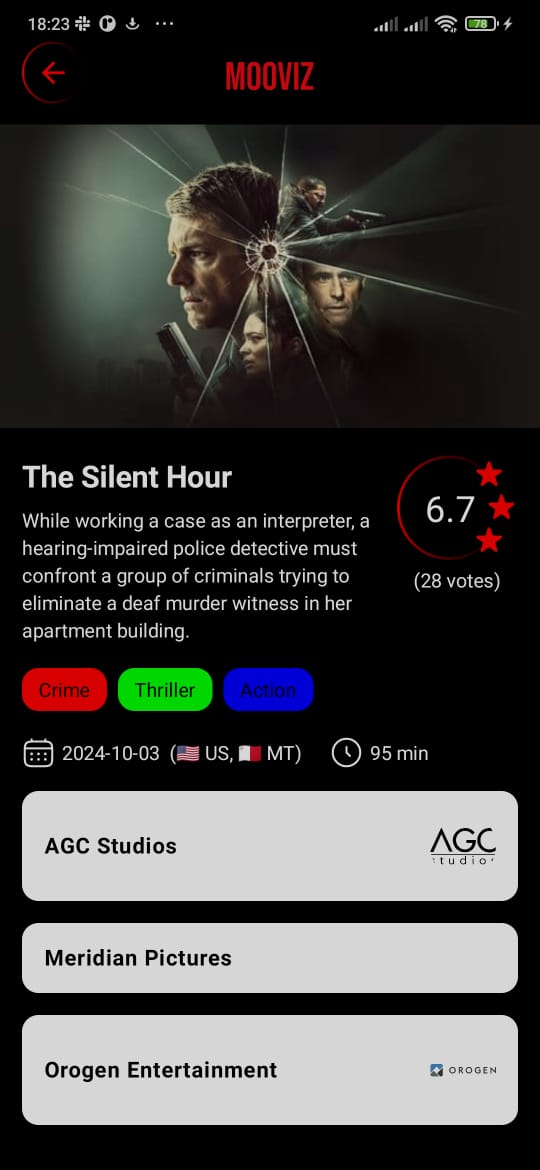 18:23
78
MOOVIZ
The Silent Hour
6.7
While working a case as an interpreter, a
hearing-impaired police detective must
confront a group of criminals trying to
eliminate a deaf murder witness in her
apartment building.
(28 votes)
Crime Thriller Action
2024-10-03 (🇺🇸 US, 🇲🇹 MT) 95 min
AGC Studios
AGC
studios
Meridian Pictures
Orogen Entertainment
OROGEN